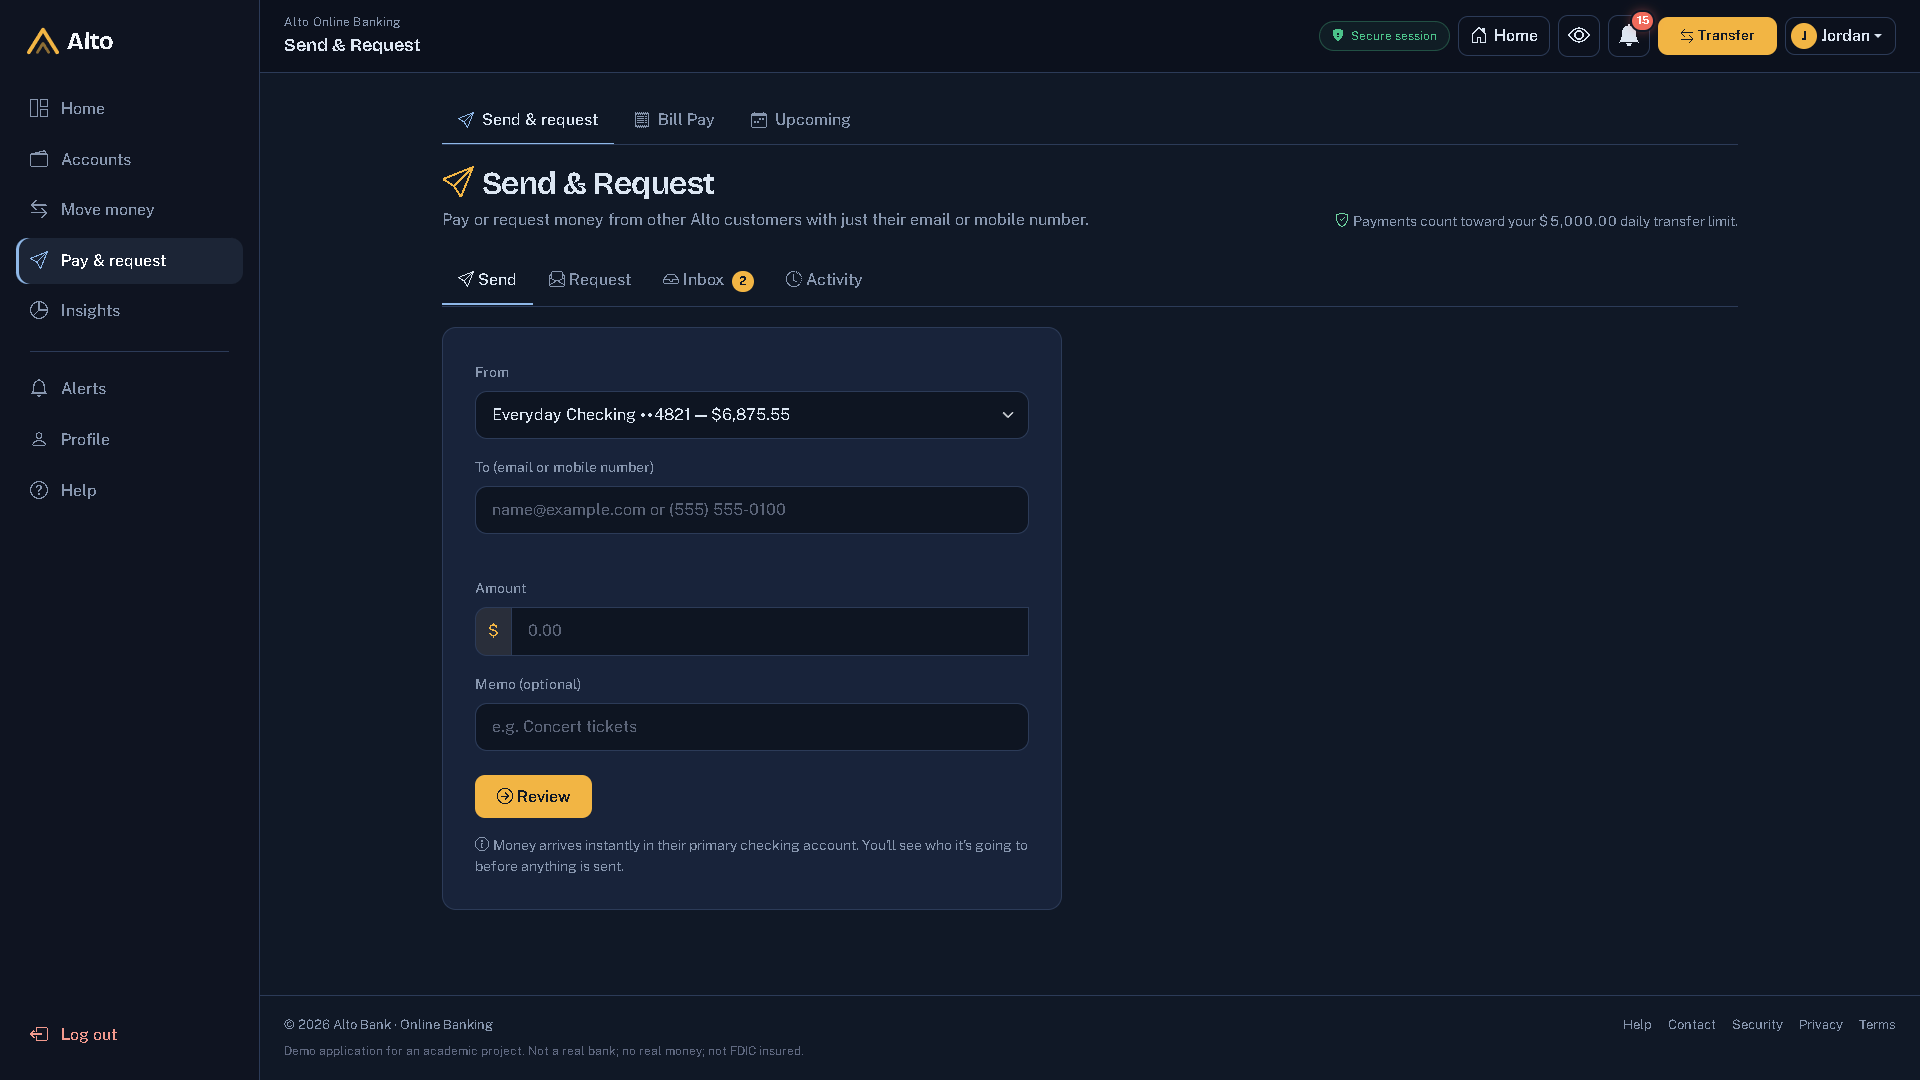 Alto
Home
Accounts
Move money
Pay & request
Insights
Alerts
Profile
Help
Log out
Alto Online Banking
Send & Request
Secure session
Home
15
Transfer
J
Jordan
Send & request
Bill Pay
Upcoming
Send & Request
Pay or request money from other Alto customers with just their email or mobile number.
Payments count toward your $5,000.00 daily transfer limit.
Send
Request
Inbox 2
Activity
From
Everyday Checking ••4821 — $6,875.55
To (email or mobile number)
name@example.com or (555) 555-0100
Amount
$ 0.00
Memo (optional)
e.g. Concert tickets
Review
Money arrives instantly in their primary checking account. You'll see who it's going to
before anything is sent.
© 2026 Alto Bank · Online Banking
Help
Contact
Security
Privacy
Terms
Demo application for an academic project. Not a real bank; no real money; not FDIC insured.